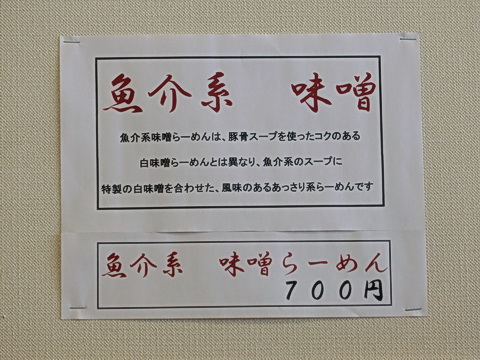 魚介系　味噌
魚介系味噌らーめんは、豚骨スープを使ったコクのある
白味噌らーめんとは異なり、魚介系のスープに
特製の白味噌を合わせた、風味のあるあっさり系らーめんです
魚介系　味噌らーめん
７００円